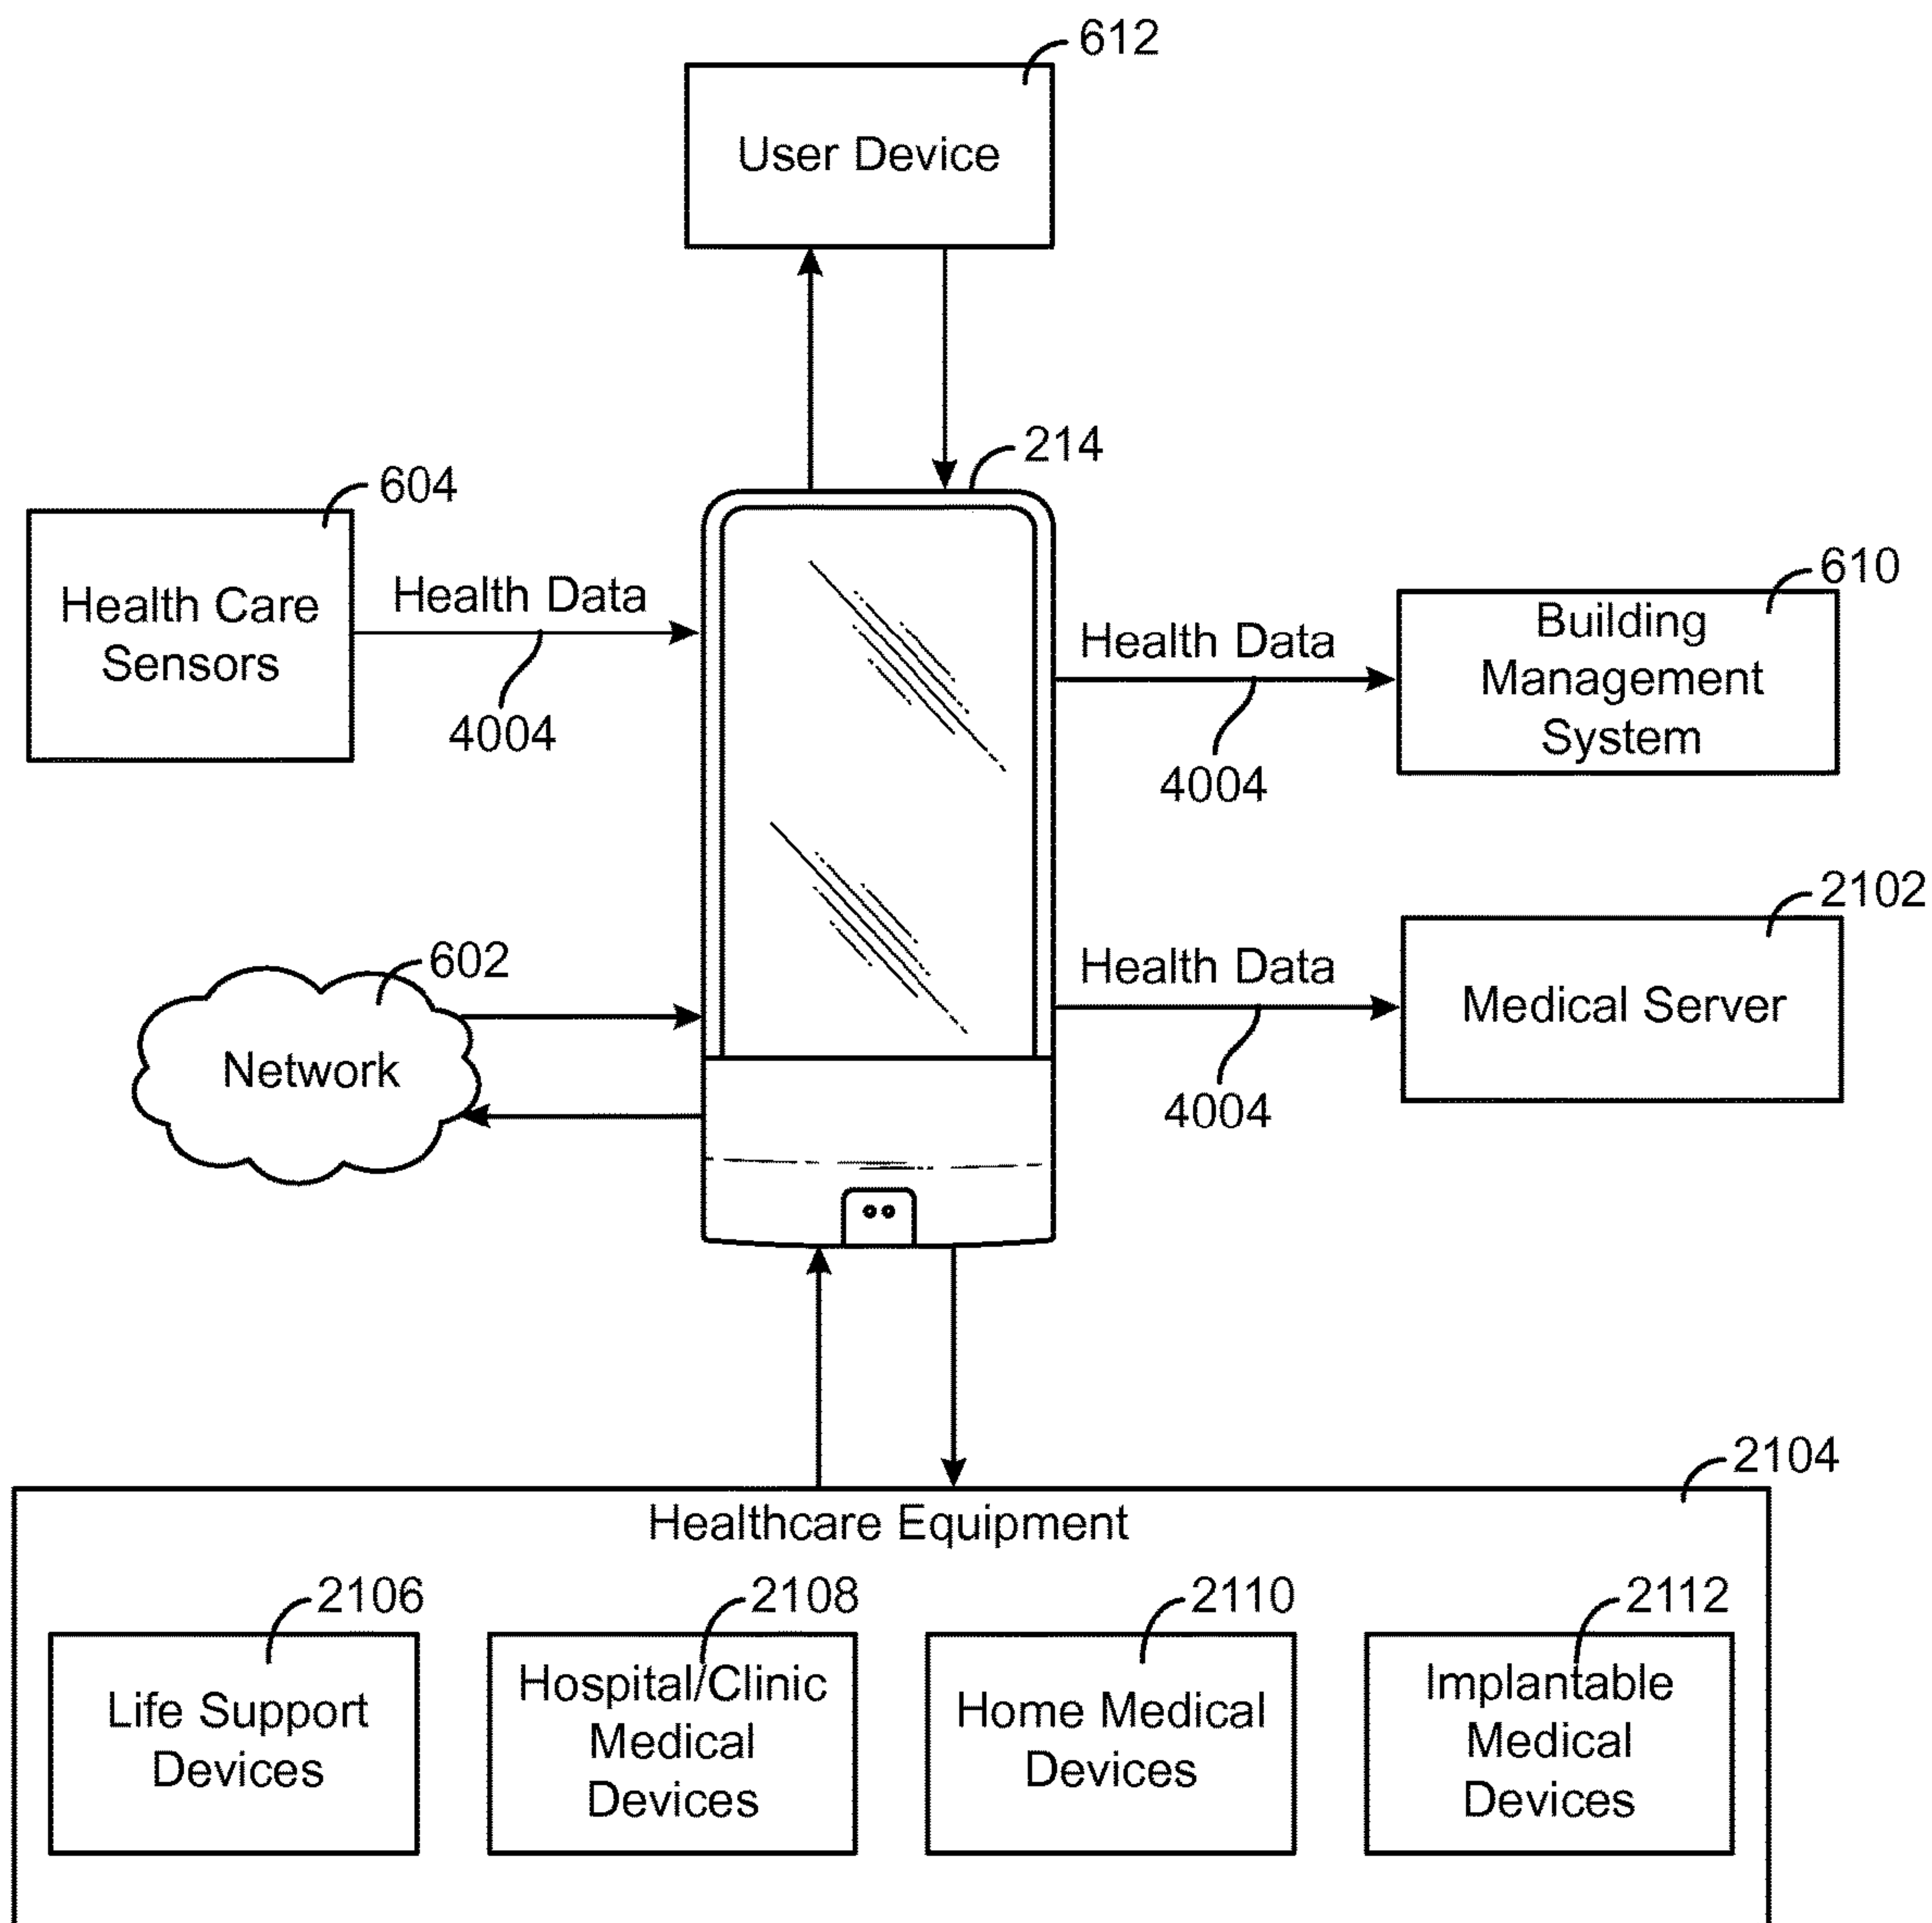 612
User Device
214
604
Health Care
Sensors
Health Data
4004
610
Building
Management
System
Health Data
4004
602
Network
2102
Medical Server
Health Data
4004
2104
Healthcare Equipment
2106
Life Support
Devices
2108
Hospital/Clinic
Medical
Devices
2110
Home Medical
Devices
2112
Implantable
Medical
Devices